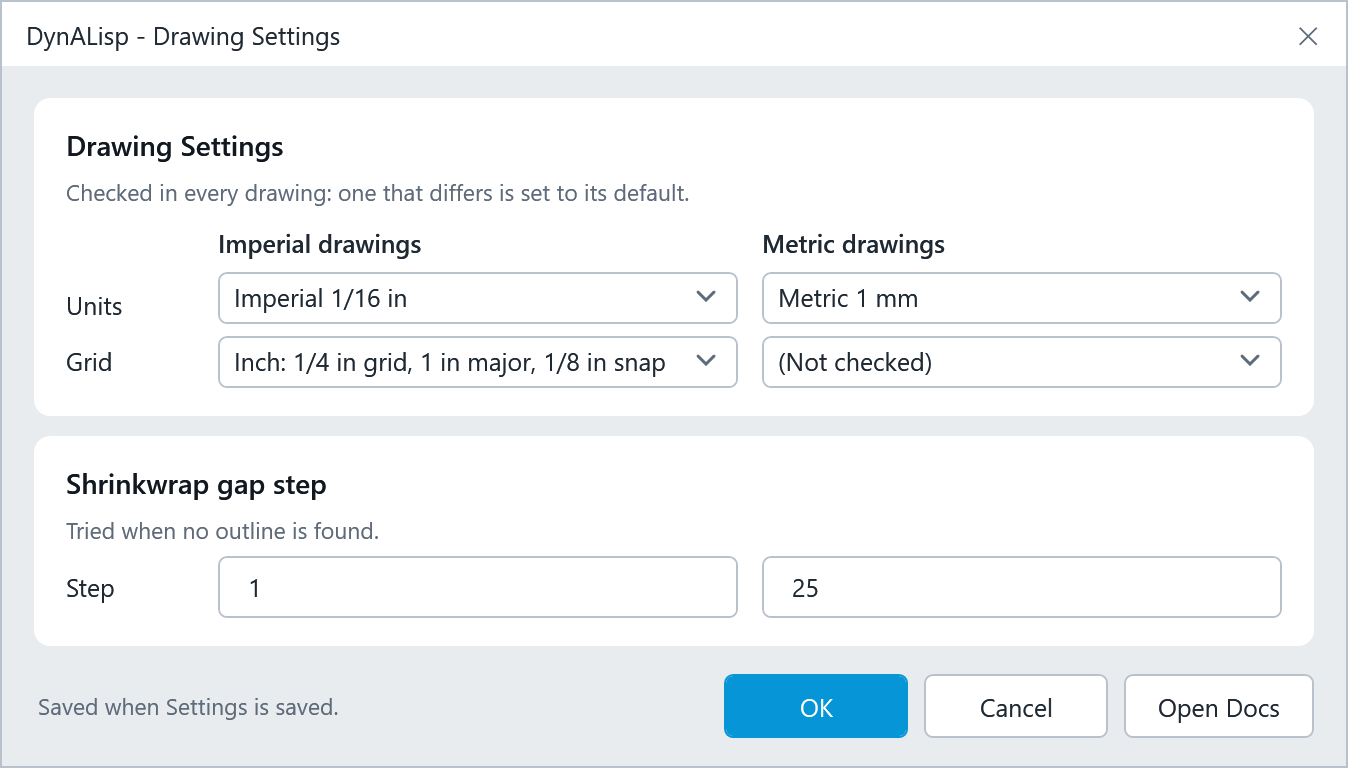 DynALisp - Drawing Settings
Drawing Settings
Checked in every drawing: one that differs is set to its default.
Imperial drawings
Metric drawings
Units
Imperial 1/16 in
Metric 1 mm
Grid
Inch: 1/4 in grid, 1 in major, 1/8 in snap
(Not checked)
Shrinkwrap gap step
Tried when no outline is found.
Step
1
25
Saved when Settings is saved.
OK
Cancel
Open Docs